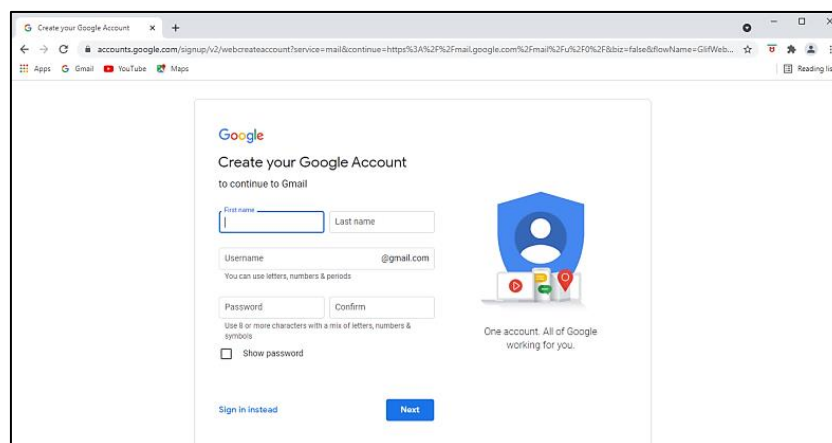 Create your Google Account
accounts.google.com/signup/v2/webcreateaccount?service=mail&continue=https%3A%2F%2Fmail.google.com%2Fmail%2Fu%2F0%2F&biz=false&flowName=GlifWeb...
Apps Gmail YouTube Maps Reading lis
Google
Create your Google Account
to continue to Gmail
First name Last name
Username @gmail.com
You can use letters, numbers & periods
Password Confirm
Use 8 or more characters with a mix of letters, numbers &
symbols
Show password
One account. All of Google
working for you.
Sign in instead Next